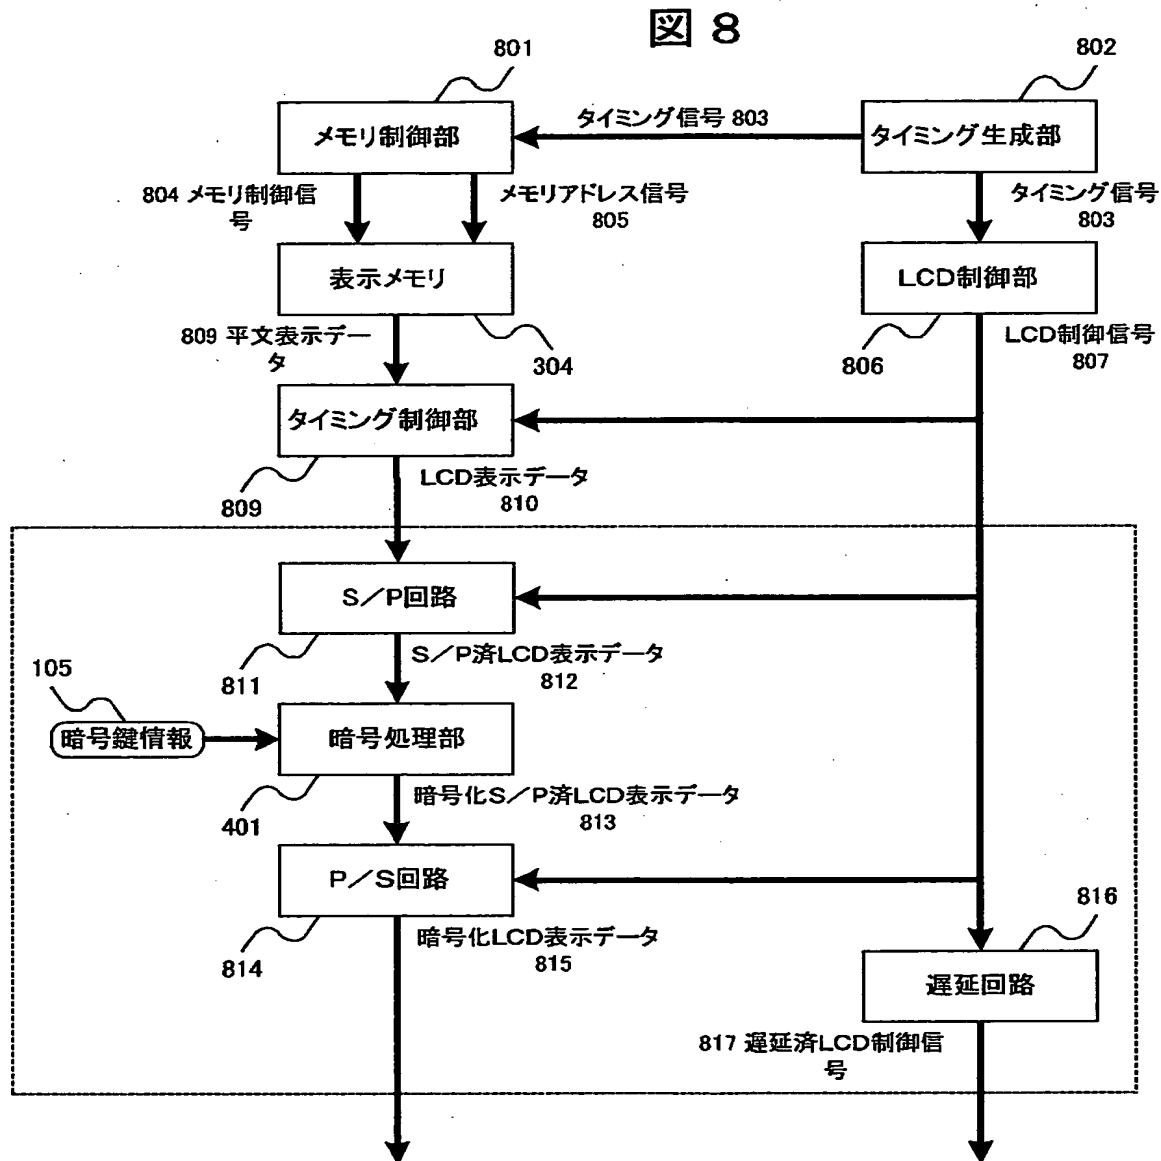 図 8
801
802
メモリ制御部
タイミング信号 803
タイミング生成部
804 メモリ制御信
号
メモリアドレス信号
805
タイミング信号
803
表示メモリ
LCD制御部
809 平文表示デー
タ
304
806
LCD制御信号
807
タイミング制御部
809
LCD表示データ
810
S/P回路
811
S/P済LCD表示データ
812
105
暗号鍵情報
暗号処理部
401
暗号化S/P済LCD表示データ
813
P/S回路
814
暗号化LCD表示データ
815
816
遅延回路
817 遅延済LCD制御信
号